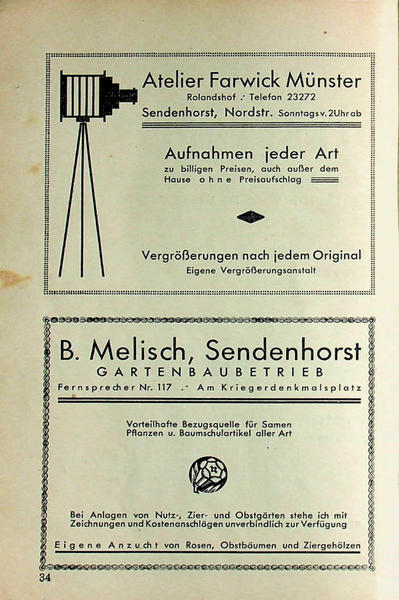 Atelier Farwick Münster
Rolandshof .· Telefon 23272
Sendenhorst, Nordstr. Sonntags v. 2 Uhr ab
Aufnahmen jeder Art
zu billigen Preisen, auch außer dem
Hause ohne Preisaufschlag
Vergrößerungen nach jedem Original
Eigene Vergrößerungsanstalt
B. Melisch, Sendenhorst
GARTENBAUBETRIEB
Fernsprecher Nr. 117 .· Am Kriegerdenkmalsplatz
Vorteilhafte Bezugsquelle für Samen
Pflanzen u. Baumschulartikel aller Art
Bei Anlagen von Nutz-, Zier- und Obstgärten stehe ich mit
Zeichnungen und Kostenanschlägen unverbindlich zur Verfügung
Eigene Anzucht von Rosen, Obstbäumen und Ziergehölzen
34